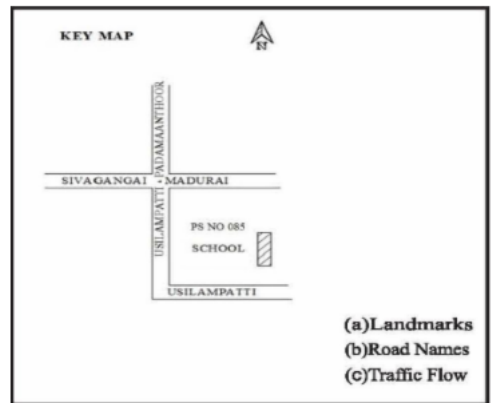 KEY MAP
N
USILAMPATTI - PADAMAANTHOOR
SIVAGANGAI - MADURAI
PS NO 085
SCHOOL
USILAMPATTI
(a)Landmarks
(b)Road Names
(c)Traffic Flow